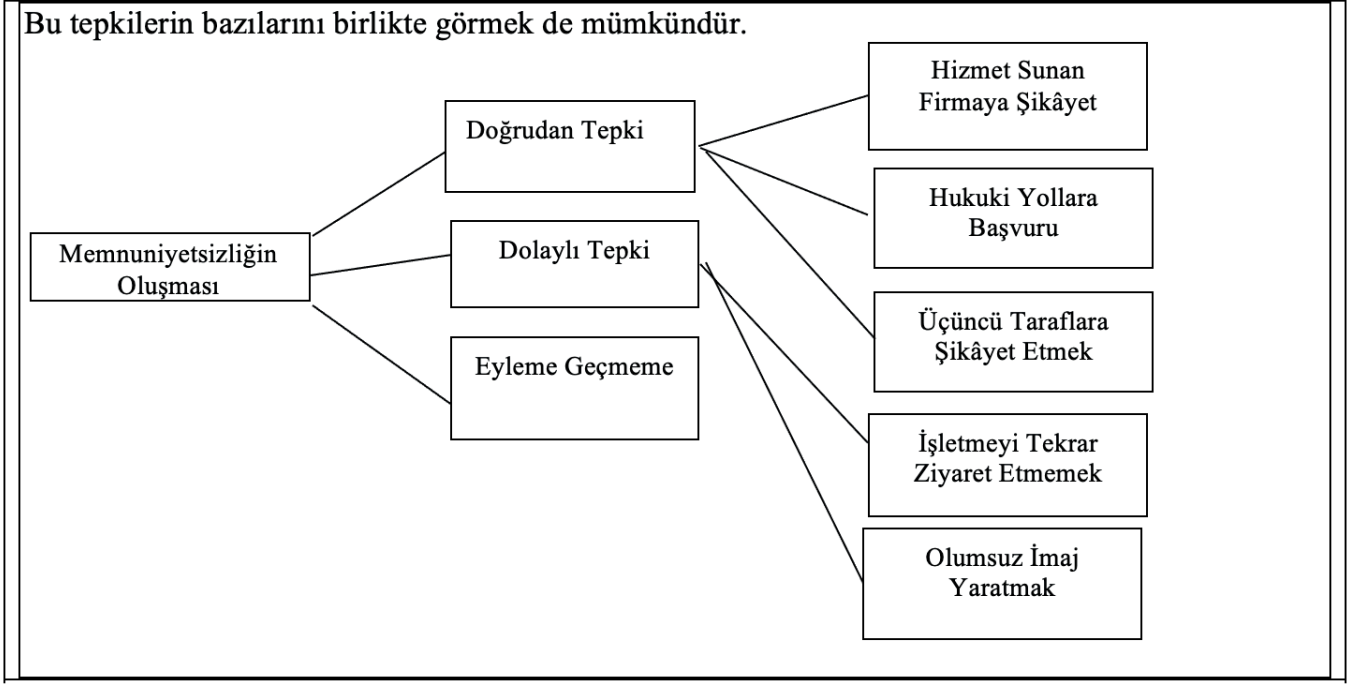 Bu tepkilerin bazılarını birlikte görmek de mümkündür.
Memnuniyetsizliğin
Oluşması
Doğrudan Tepki
Dolaylı Tepki
Eyleme Geçmeme
Hizmet Sunan
Firmaya Şikâyet
Hukuki Yollara
Başvuru
Üçüncü Taraflara
Şikâyet Etmek
İşletmeyi Tekrar
Ziyaret Etmemek
Olumsuz İmaj
Yaratmak